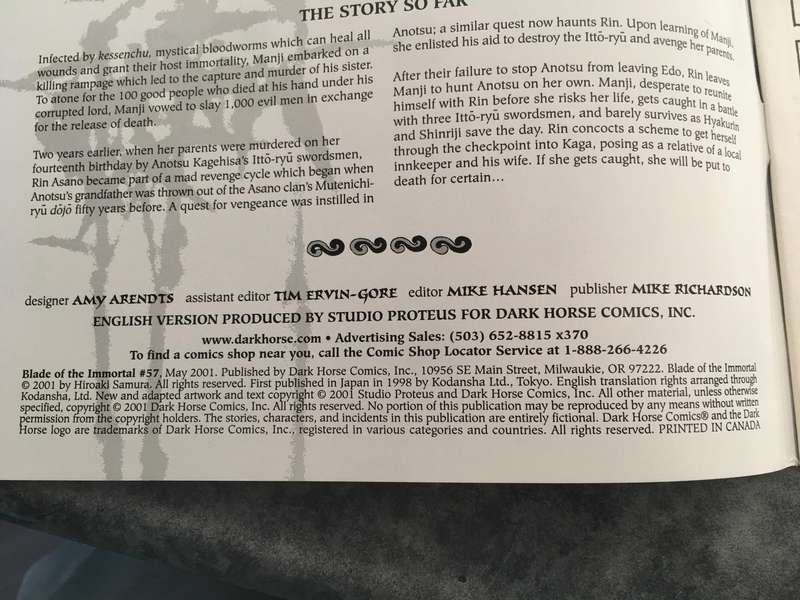 THE STORY SO FAR
Infected by kessenchu, mystical bloodworms which can heal all
wounds and grant their host immortality, Manji embarked on a
killing rampage which led to the capture and murder of his sister.
To atone for the 100 good people who died at his hand under his
corrupted lord, Manji vowed to slay 1,000 evil men in exchange
for the release of death.
Two years earlier, when her parents were murdered on her
fourteenth birthday by Anotsu Kagehisa's Ittō-ryū swordsmen,
Rin Asano became part of a mad revenge cycle which began when
Anotsu's grandfather was thrown out of the Asano clan's Mutenichi-
ryū dōjō fifty years before. A quest for vengeance was instilled in
Anotsu; a similar quest now haunts Rin. Upon learning of Manji,
she enlisted his aid to destroy the Ittō-ryū and avenge her parents.
After their failure to stop Anotsu from leaving Edo, Rin leaves
Manji to hunt Anotsu on her own. Manji, desperate to reunite
himself with Rin before she risks her life, gets caught in a battle
with three Ittō-ryū swordsmen, and barely survives as Hyakurin
and Shinriji save the day. Rin concocts a scheme to get herself
through the checkpoint into Kaga, posing as a relative of a local
innkeeper and his wife. If she gets caught, she will be put to
death for certain…
designer AMY ARENDTS assistant editor TIM ERVIN-GORE editor MIKE HANSEN publisher MIKE RICHARDSON
ENGLISH VERSION PRODUCED BY STUDIO PROTEUS FOR DARK HORSE COMICS, INC.
www.darkhorse.com • Advertising Sales: (503) 652-8815 x370
To find a comics shop near you, call the Comic Shop Locator Service at 1-888-266-4226
Blade of the Immortal #57, May 2001. Published by Dark Horse Comics, Inc., 10956 SE Main Street, Milwaukie, OR 97222. Blade of the Immortal
© 2001 by Hiroaki Samura. All rights reserved. First published in Japan in 1998 by Kodansha Ltd., Tokyo. English translation rights arranged through
Kodansha, Ltd. New and adapted artwork and text copyright © 2001 Studio Proteus and Dark Horse Comics, Inc. All other material, unless otherwise
specified, copyright © 2001 Dark Horse Comics, Inc. All rights reserved. No portion of this publication may be reproduced by any means without written
permission from the copyright holders. The stories, characters, and incidents in this publication are entirely fictional. Dark Horse Comics® and the Dark
Horse logo are trademarks of Dark Horse Comics, Inc., registered in various categories and countries. All rights reserved. PRINTED IN CANADA